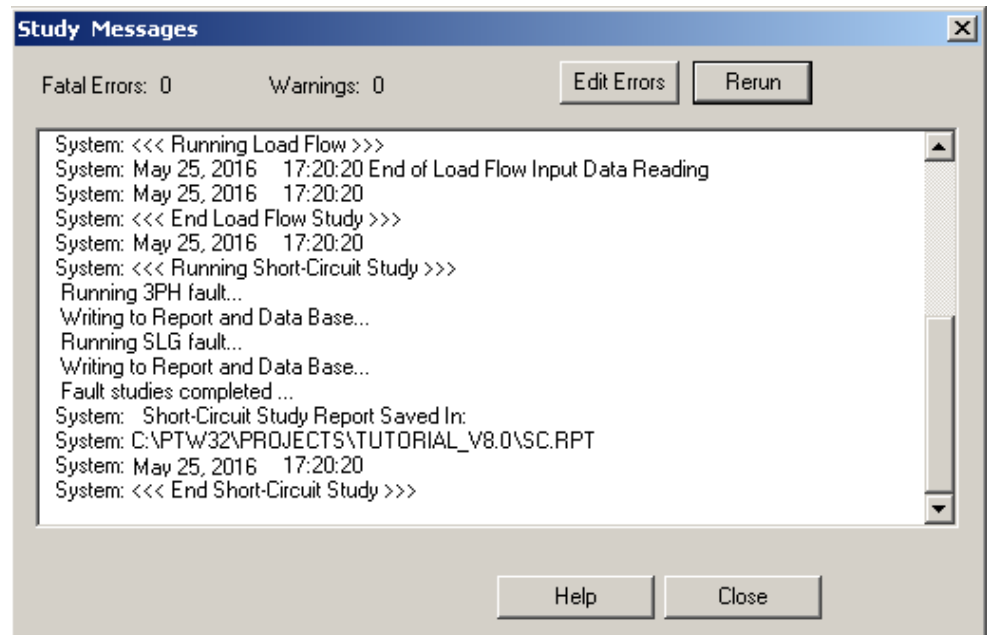 Study Messages
Fatal Errors: 0 Warnings: 0 Edit Errors Rerun
System: <<< Running Load Flow >>>
System: May 25, 2016 17:20:20 End of Load Flow Input Data Reading
System: May 25, 2016 17:20:20
System: <<< End Load Flow Study >>>
System: May 25, 2016 17:20:20
System: <<< Running Short-Circuit Study >>>
Running 3PH fault...
Writing to Report and Data Base...
Running SLG fault...
Writing to Report and Data Base...
Fault studies completed ...
System: Short-Circuit Study Report Saved In:
System: C:\PTW32\PROJECTS\TUTORIAL_V8.0\SC.RPT
System: May 25, 2016 17:20:20
System: <<< End Short-Circuit Study >>>
Help Close